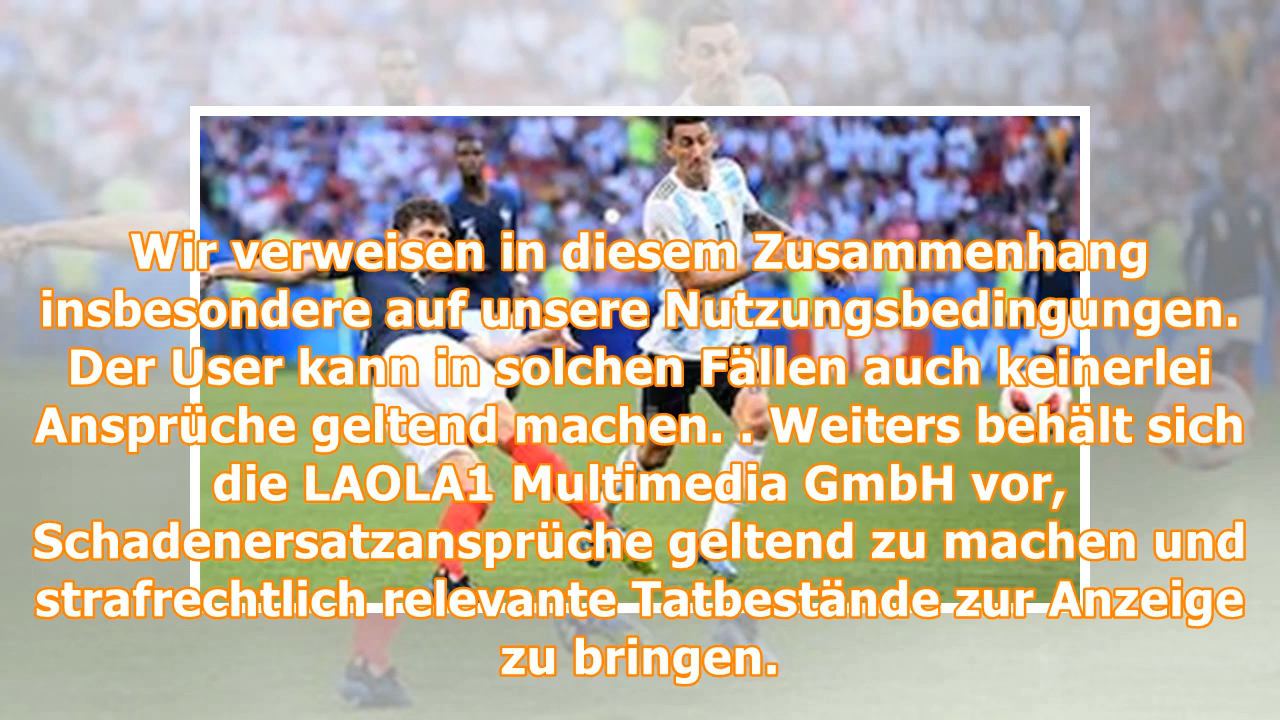 Wir verweisen in diesem Zusammenhang
insbesondere auf unsere Nutzungsbedingungen.
Der User kann in solchen Fällen auch keinerlei
Ansprüche geltend machen. . Weiters behält sich
die LAOLA1 Multimedia GmbH vor,
Schadenersatzansprüche geltend zu machen und
strafrechtlich relevante Tatbestände zur Anzeige
zu bringen.